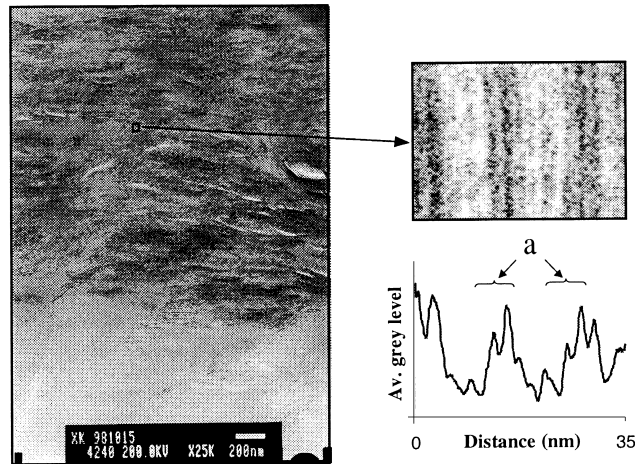 XK 981015
4240 200.0KV X25K 200nm
a
Av. grey level
0 Distance (nm) 35